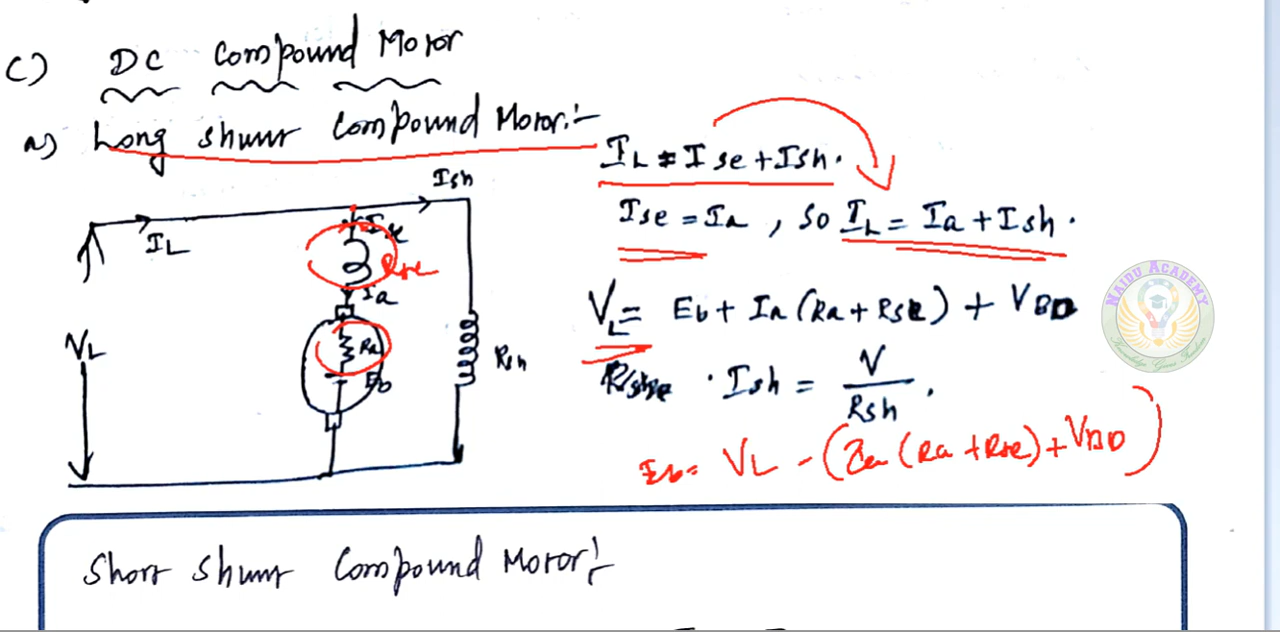 C) DC Compound Motor
a) Long shunt Compound Motor:-
IL = Ise + Ish.
Ise = Ia, so IL = Ia + Ish.
VL = Eb + Ia (Ra + Rse) + VBD
· Ish = V / Rsh.
Eb = VL - (Ia (Ra + Rse) + VBD)
Ish
IL
Ise
Rse
Ia
VL
Ra
Eb
Rsh
NAIDU ACADEMY
Short shunt Compound Motor:-